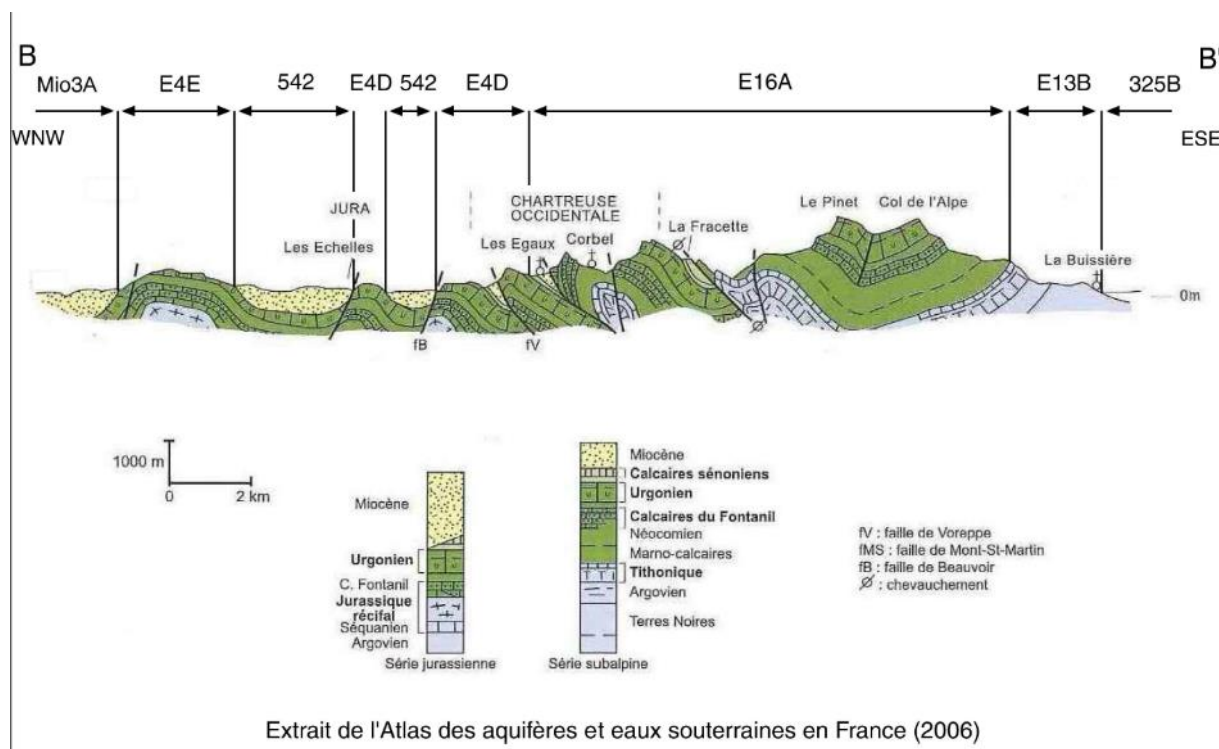 B B'
Mio3A E4E 542 E4D 542 E4D E16A E13B 325B
WNW ESE
JURA
CHARTREUSE
OCCIDENTALE
Le Pinet Col de l'Alpe
Les Echelles
Les Egaux Corbel La Fracette
La Buissière
0m
fB fV
1000 m
0 2 km
Miocène
Urgonien
C. Fontanil
Jurassique
récifal
Séquanien
Argovien
Série jurassienne
Miocène
Calcaires sénoniens
Urgonien
Calcaires du Fontanil
Néocomien
Marno-calcaires
Tithonique
Argovien
Terres Noires
Série subalpine
fV : faille de Voreppe
fMS : faille de Mont-St-Martin
fB : faille de Beauvoir
Ø : chevauchement
Extrait de l'Atlas des aquifères et eaux souterraines en France (2006)